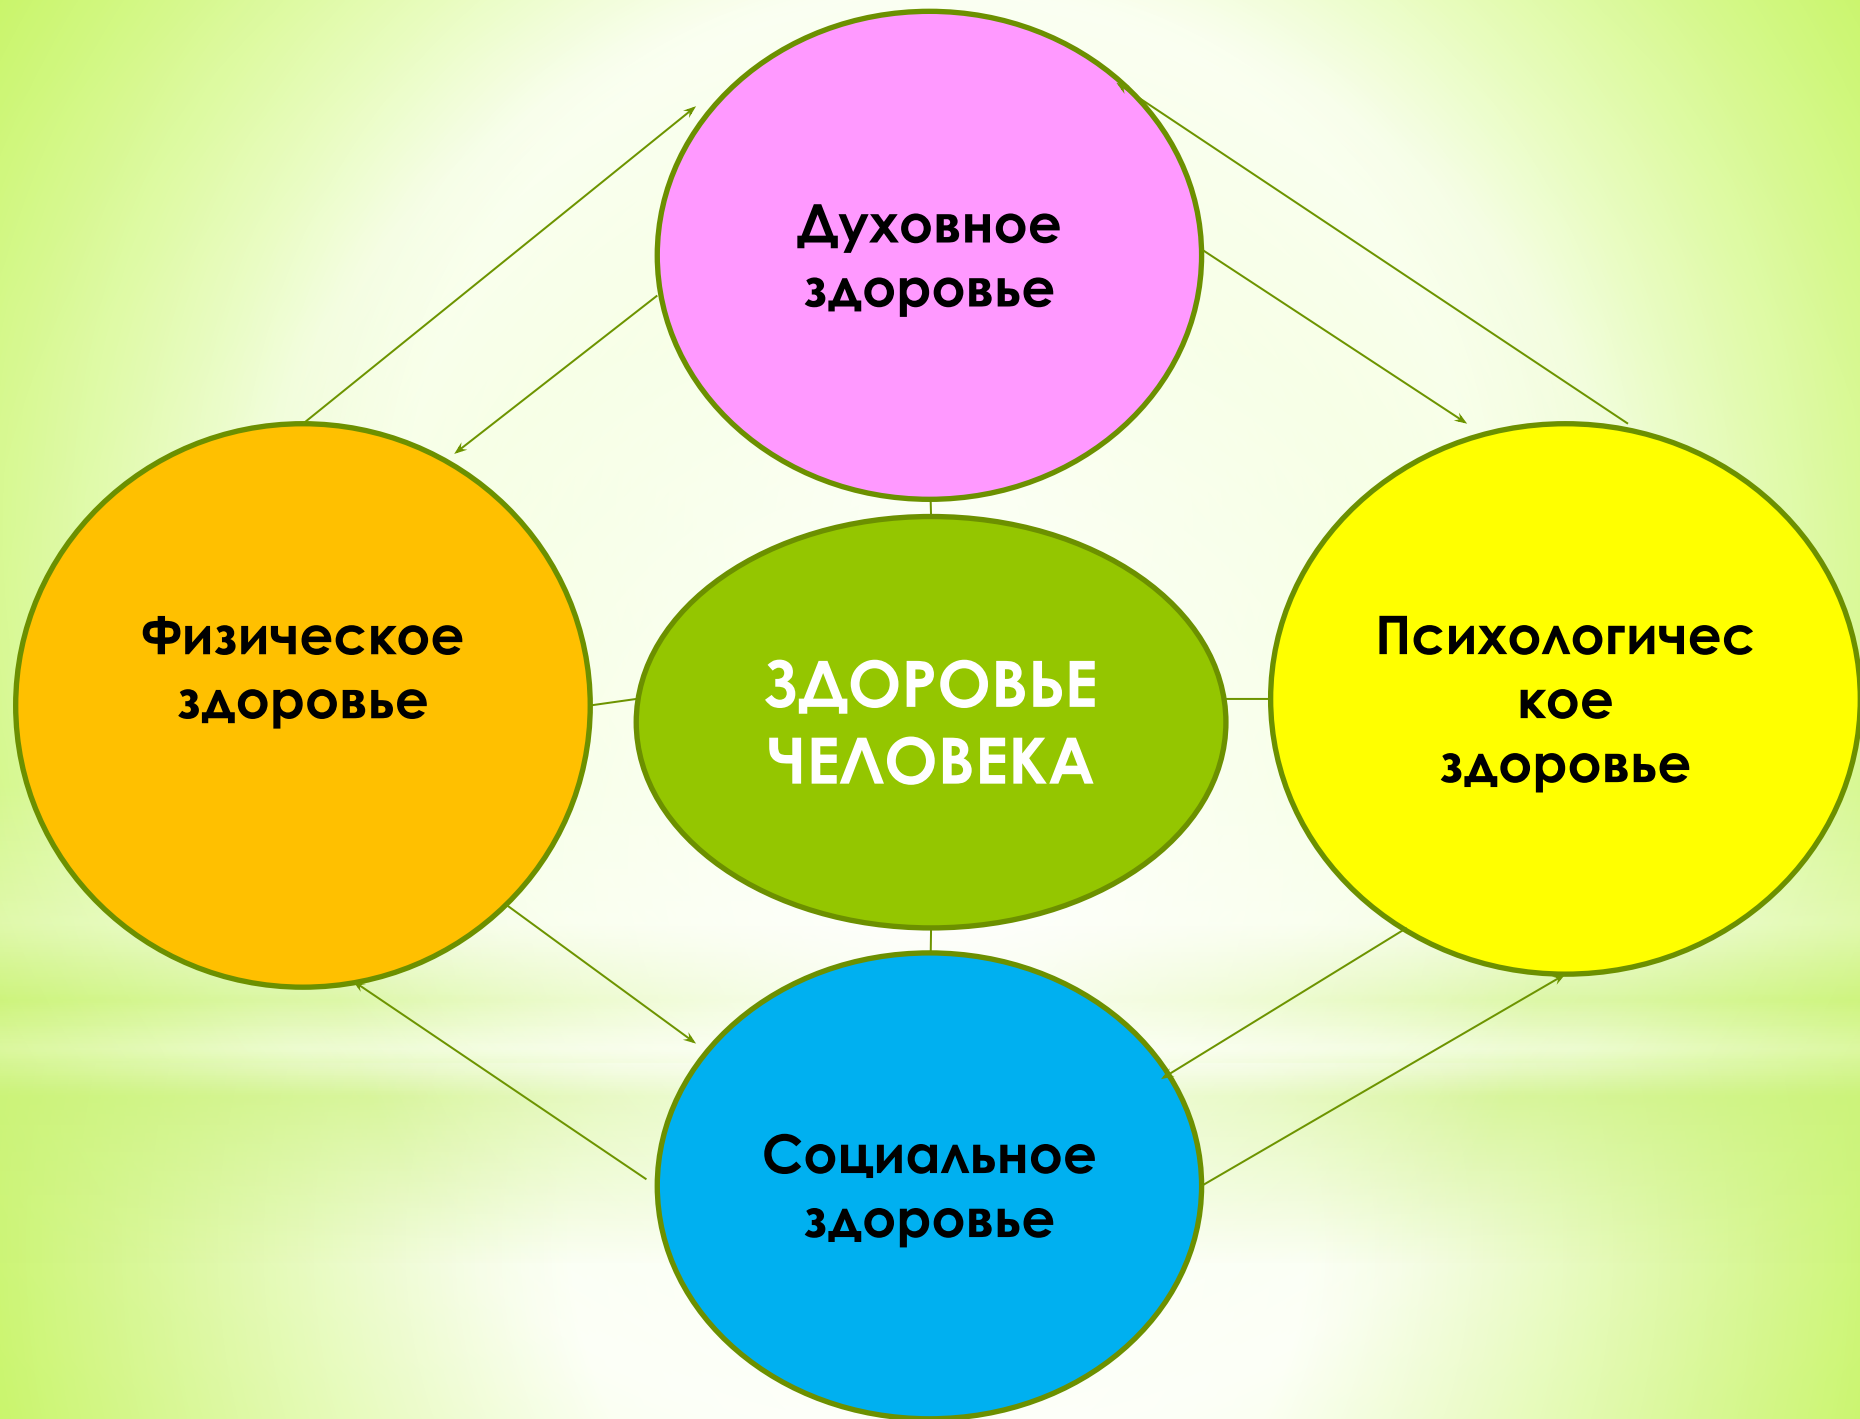 Духовное
здоровье
Физическое
здоровье
ЗДОРОВЬЕ
ЧЕЛОВЕКА
Психологичес
кое
здоровье
Социальное
здоровье